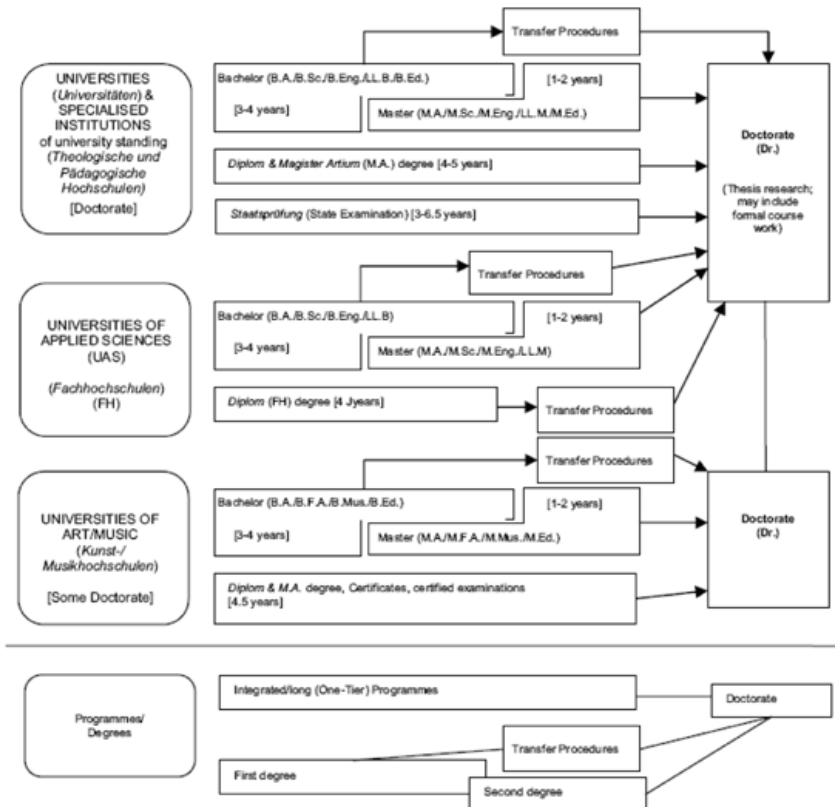 Transfer Procedures
UNIVERSITIES
(Universitäten) &
SPECIALISED
INSTITUTIONS
of university standing
(Theologische und
Pädagogische
Hochschulen)
[Doctorate]
Bachelor (B.A./B.Sc./B.Eng./LL.B./B.Ed.)
[3-4 years]
[1-2 years]
Master (M.A./M.Sc./M.Eng./LL.M./M.Ed.)
Diplom & Magister Artium (M.A.) degree [4-5 years]
Staatsprüfung (State Examination) [3-6.5 years]
Doctorate
(Dr.)
(Thesis research;
may include
formal course
work)
Transfer Procedures
UNIVERSITIES OF
APPLIED SCIENCES
(UAS)
(Fachhochschulen)
(FH)
Bachelor (B.A./B.Sc./B.Eng./LL.B)
[3-4 years]
[1-2 years]
Master (M.A./M.Sc./M.Eng./LL.M)
Diplom (FH) degree [4 Jyears]
Transfer Procedures
Transfer Procedures
UNIVERSITIES OF
ART/MUSIC
(Kunst-/
Musikhochschulen)
[Some Doctorate]
Bachelor (B.A./B.F.A./B.Mus./B.Ed.)
[3-4 years]
[1-2 years]
Master (M.A./M.F.A./M.Mus./M.Ed.)
Diplom & M.A. degree, Certificates, certified examinations
[4.5 years]
Doctorate
(Dr.)
Programmes/
Degrees
Integrated/long (One-Tier) Programmes
Doctorate
Transfer Procedures
First degree
Second degree